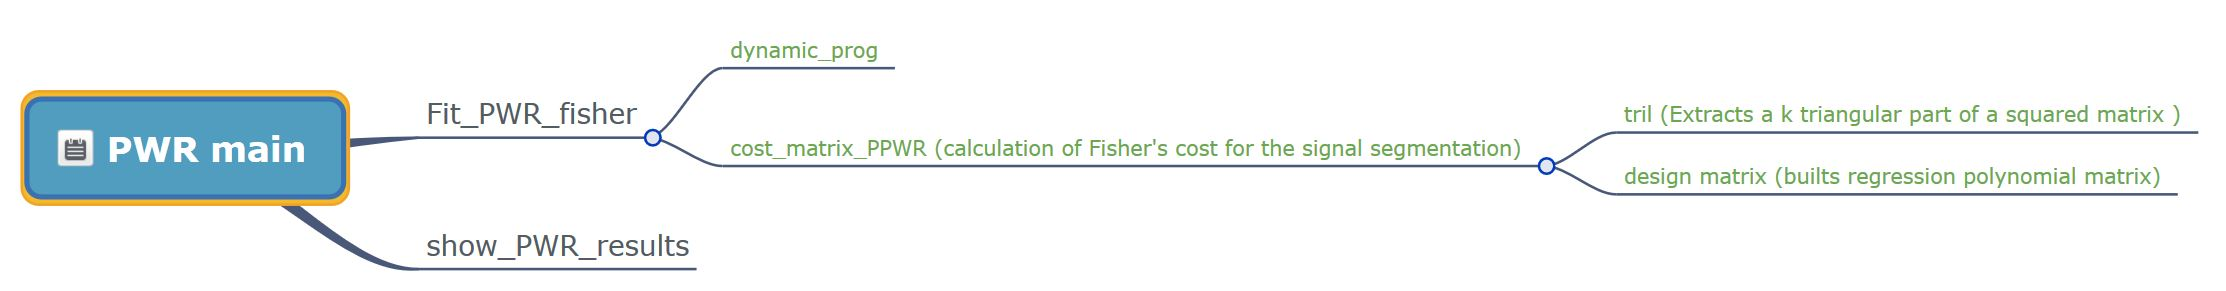 PWR main
Fit_PWR_fisher
dynamic_prog
cost_matrix_PPWR (calculation of Fisher's cost for the signal segmentation)
tril (Extracts a k triangular part of a squared matrix )
design matrix (builts regression polynomial matrix)
show_PWR_results